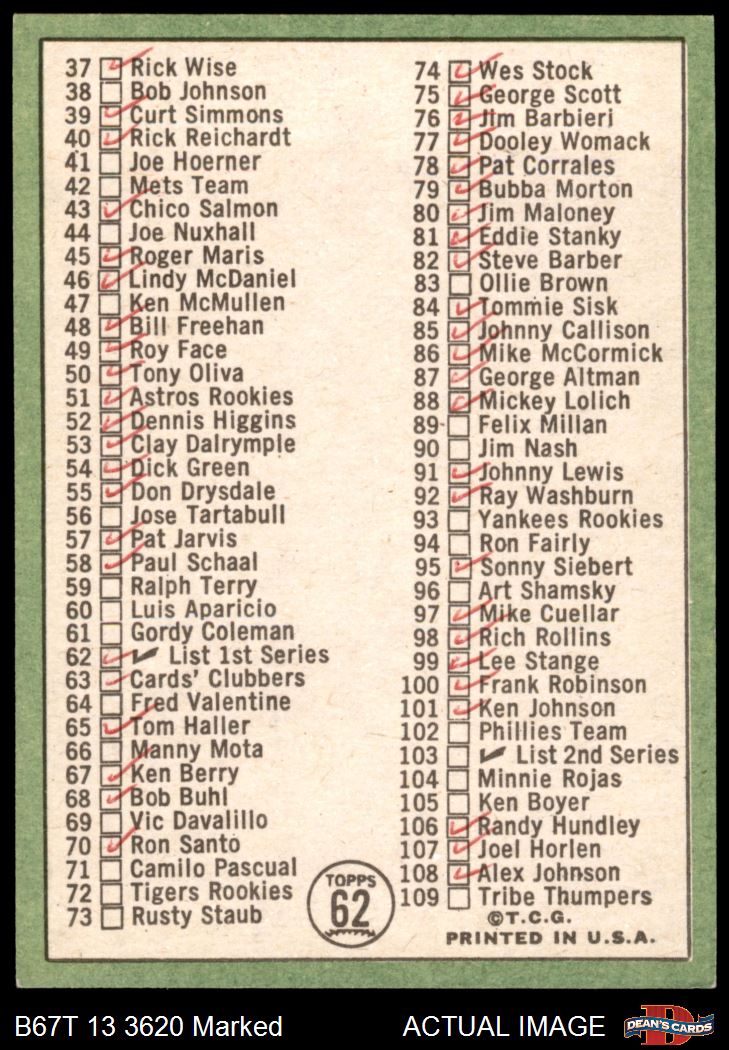 37 Rick Wise
38 Bob Johnson
39 Curt Simmons
40 Rick Reichardt
41 Joe Hoerner
42 Mets Team
43 Chico Salmon
44 Joe Nuxhall
45 Roger Maris
46 Lindy McDaniel
47 Ken McMullen
48 Bill Freehan
49 Roy Face
50 Tony Oliva
51 Astros Rookies
52 Dennis Higgins
53 Clay Dalrymple
54 Dick Green
55 Don Drysdale
56 Jose Tartabull
57 Pat Jarvis
58 Paul Schaal
59 Ralph Terry
60 Luis Aparicio
61 Gordy Coleman
62 ✔ List 1st Series
63 Cards' Clubbers
64 Fred Valentine
65 Tom Haller
66 Manny Mota
67 Ken Berry
68 Bob Buhl
69 Vic Davalillo
70 Ron Santo
71 Camilo Pascual
72 Tigers Rookies
73 Rusty Staub
TOPPS
62
74 Wes Stock
75 George Scott
76 Jim Barbieri
77 Dooley Womack
78 Pat Corrales
79 Bubba Morton
80 Jim Maloney
81 Eddie Stanky
82 Steve Barber
83 Ollie Brown
84 Tommie Sisk
85 Johnny Callison
86 Mike McCormick
87 George Altman
88 Mickey Lolich
89 Felix Millan
90 Jim Nash
91 Johnny Lewis
92 Ray Washburn
93 Yankees Rookies
94 Ron Fairly
95 Sonny Siebert
96 Art Shamsky
97 Mike Cuellar
98 Rich Rollins
99 Lee Stange
100 Frank Robinson
101 Ken Johnson
102 Phillies Team
103 ✔ List 2nd Series
104 Minnie Rojas
105 Ken Boyer
106 Randy Hundley
107 Joel Horlen
108 Alex Johnson
109 Tribe Thumpers
©T.C.G.
PRINTED IN U.S.A.
B67T 13 3620 Marked
ACTUAL IMAGE
DEAN'S CARDS